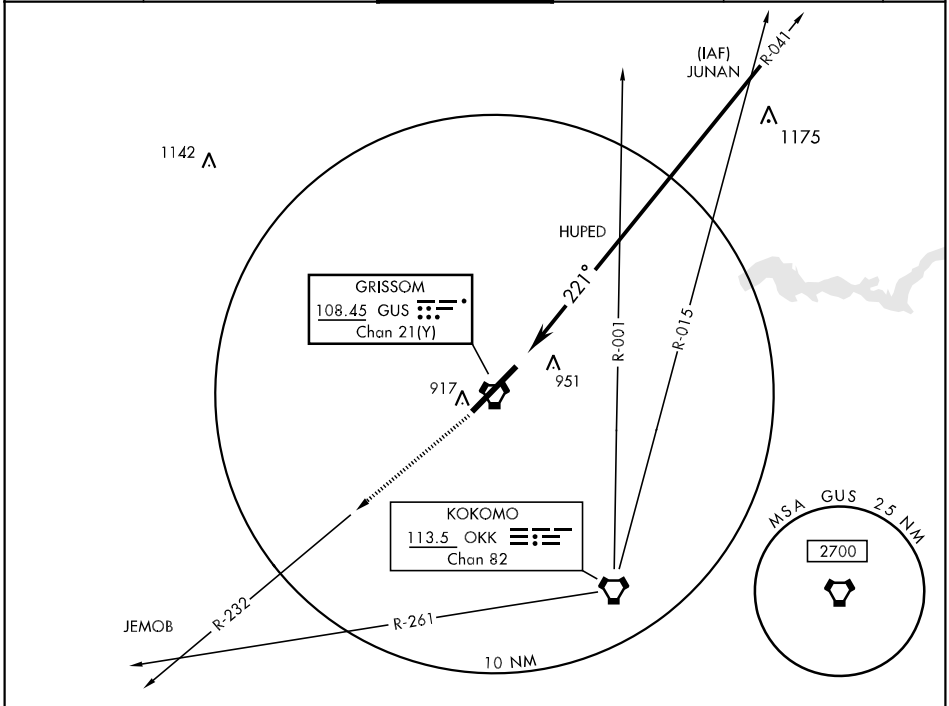 (IAF)
JUNAN
R-041
1175
1142
HUPED
221°
GRISSOM
108.45 GUS
Chan 21(Y)
R-001
R-015
917
951
KOKOMO
113.5 OKK
Chan 82
MSA GUS 25 NM
2700
JEMOB
R-232
R-261
10 NM